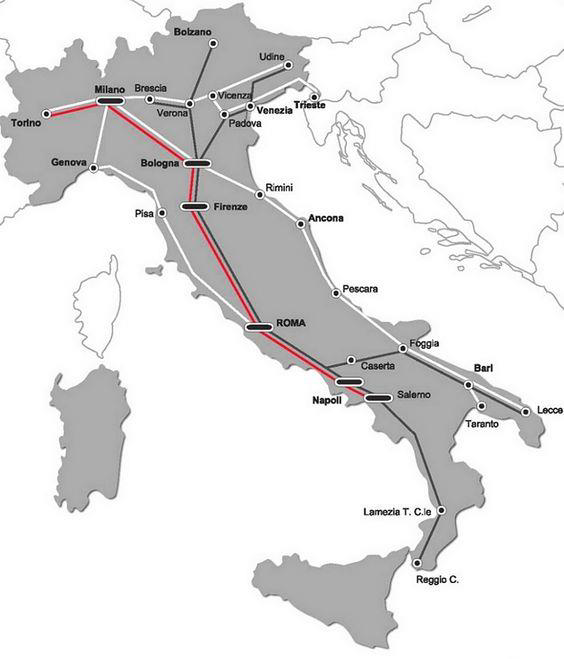 Bolzano
Udine
Milano
Brescia
Vicenza
Verona
Venezia
Trieste
Torino
Padova
Genova
Bologna
Rimini
Firenze
Pisa
Ancona
Pescara
ROMA
Foggia
Caserta
Bari
Napoli
Salerno
Lecce
Taranto
Lamezia T. C.le
Reggio C.